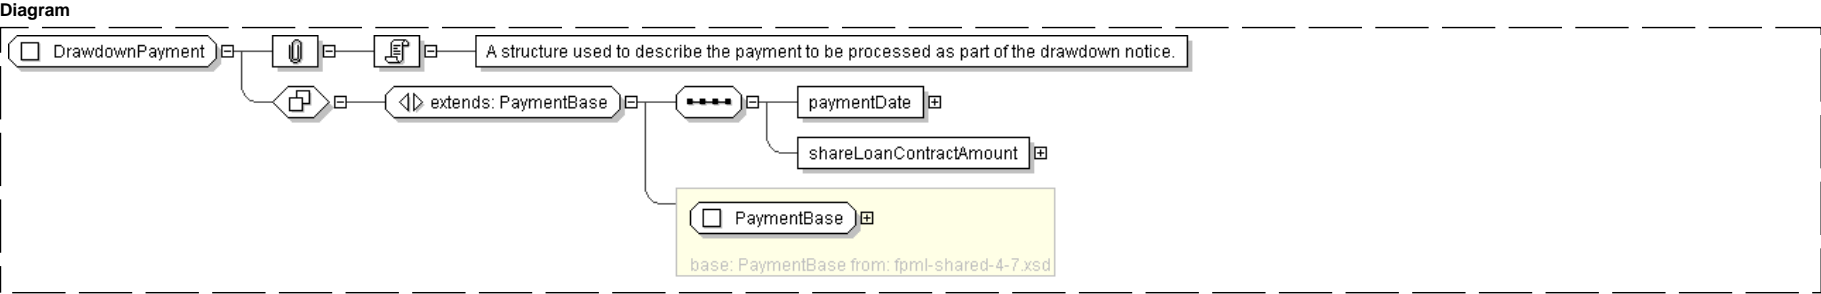 Diagram
DrawdownPayment
A structure used to describe the payment to be processed as part of the drawdown notice.
extends: PaymentBase
paymentDate
shareLoanContractAmount
PaymentBase
base: PaymentBase from: fpml-shared-4-7.xsd